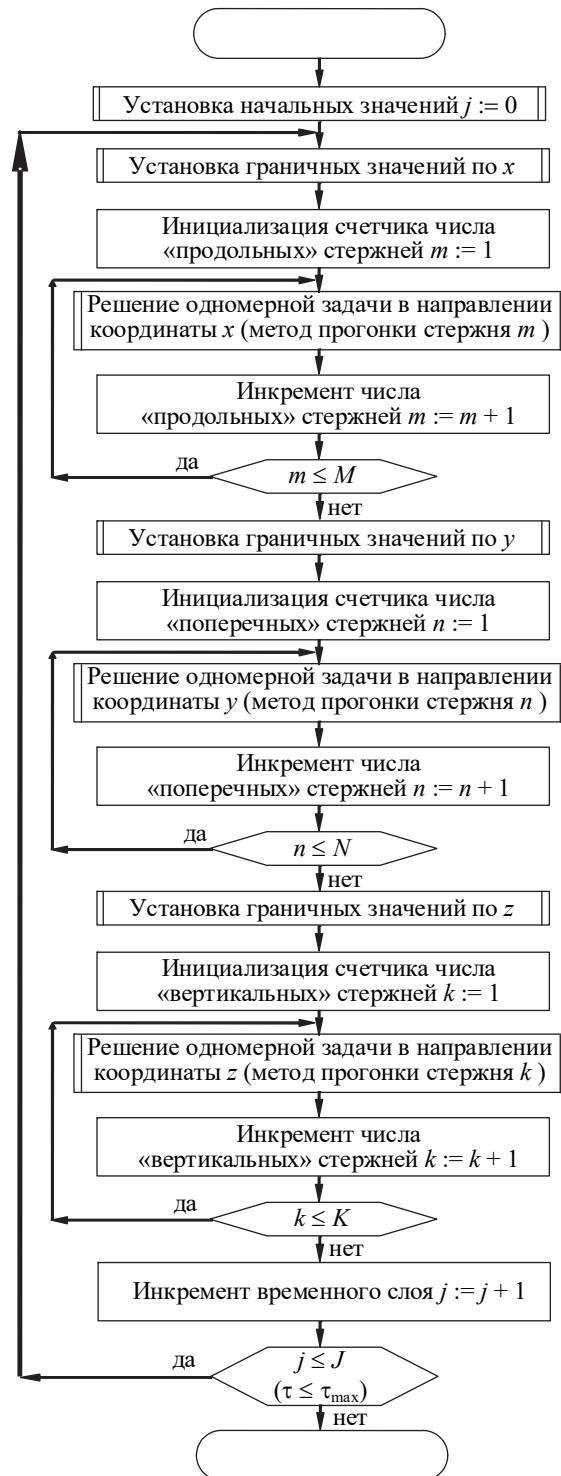 Установка начальных значений j := 0
Установка граничных значений по x
Инициализация счетчика числа
«продольных» стержней m := 1
Решение одномерной задачи в направлении
координаты x (метод прогонки стержня m )
Инкремент числа
«продольных» стержней m := m + 1
да
m ≤ M
нет
Установка граничных значений по y
Инициализация счетчика числа
«поперечных» стержней n := 1
Решение одномерной задачи в направлении
координаты y (метод прогонки стержня n )
Инкремент числа
«поперечных» стержней n := n + 1
да
n ≤ N
нет
Установка граничных значений по z
Инициализация счетчика числа
«вертикальных» стержней k := 1
Решение одномерной задачи в направлении
координаты z (метод прогонки стержня k )
Инкремент числа
«вертикальных» стержней k := k + 1
да
k ≤ K
нет
Инкремент временного слоя j := j + 1
да
j ≤ J
(τ ≤ τmax)
нет